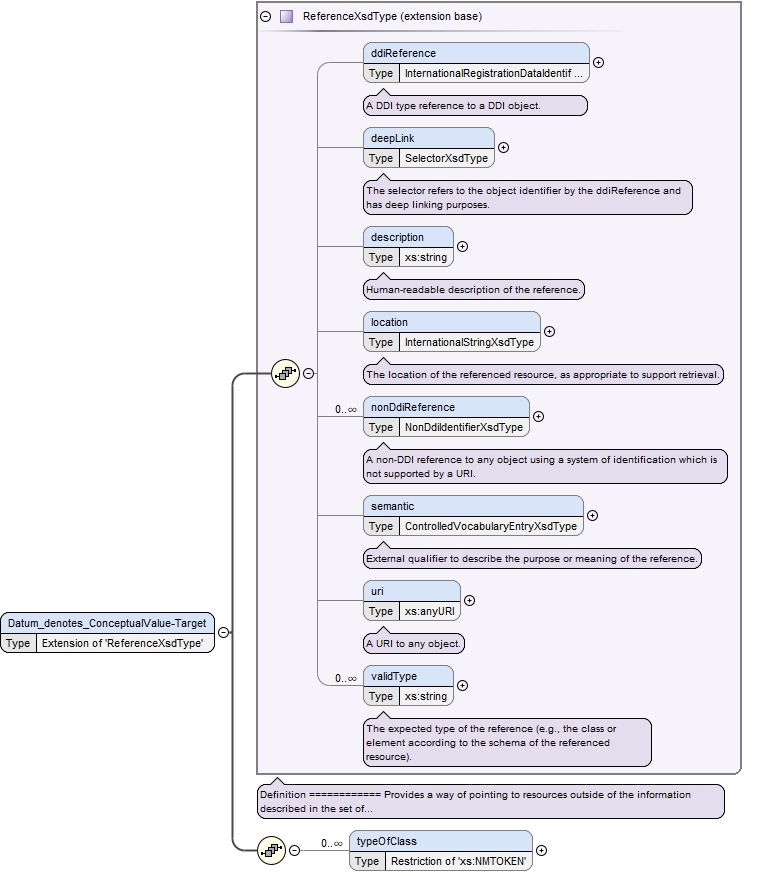 ReferenceXsdType (extension base)
ddiReference
Type InternationalRegistrationDataIdentif ...
A DDI type reference to a DDI object.
deepLink
Type SelectorXsdType
The selector refers to the object identifier by the ddiReference and
has deep linking purposes.
description
Type xs:string
Human-readable description of the reference.
location
Type InternationalStringXsdType
The location of the referenced resource, as appropriate to support retrieval.
0..∞ nonDdiReference
Type NonDdiIdentifierXsdType
A non-DDI reference to any object using a system of identification which is
not supported by a URI.
semantic
Type ControlledVocabularyEntryXsdType
External qualifier to describe the purpose or meaning of the reference.
uri
Type xs:anyURI
A URI to any object.
Datum_denotes_ConceptualValue-Target
Type Extension of 'ReferenceXsdType'
0..∞ validType
Type xs:string
The expected type of the reference (e.g., the class or
element according to the schema of the referenced
resource).
Definition ============ Provides a way of pointing to resources outside of the information
described in the set of...
0..∞ typeOfClass
Type Restriction of 'xs:NMTOKEN'